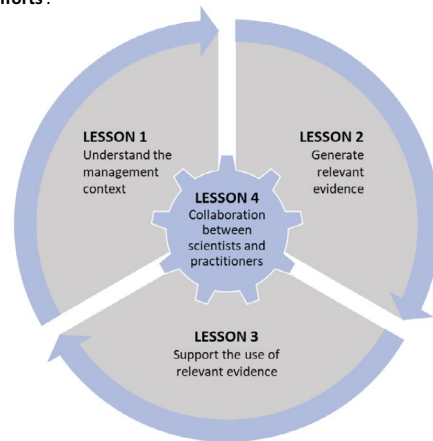 LESSON 1
Understand the
management
context
LESSON 2
Generate
relevant
evidence
LESSON 4
Collaboration
between
scientists and
practitioners
LESSON 3
Support the use of
relevant evidence